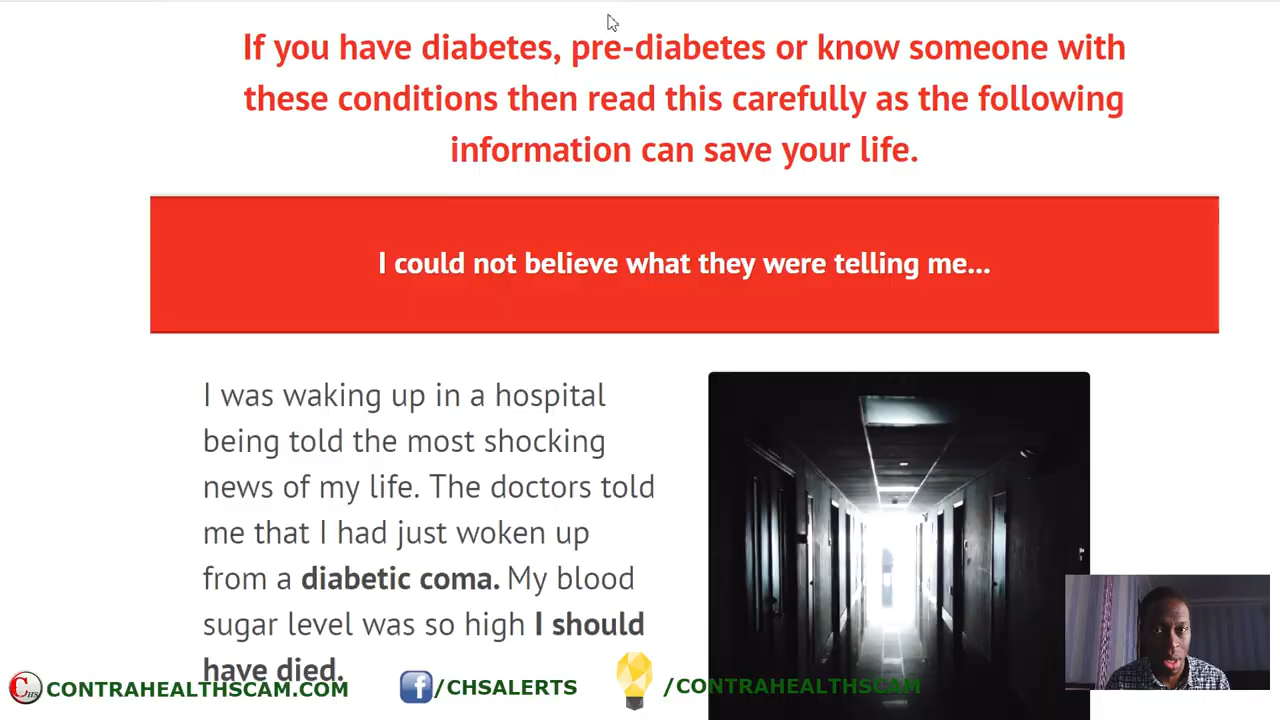 If you have diabetes, pre-diabetes or know someone with
these conditions then read this carefully as the following
information can save your life.
I could not believe what they were telling me...
I was waking up in a hospital
being told the most shocking
news of my life. The doctors told
me that I had just woken up
from a diabetic coma. My blood
sugar level was so high I should
have died.
CHS CONTRAHEALTHSCAM.COM
f/CHSALERTS
/CONTRAHEALTHSCAM